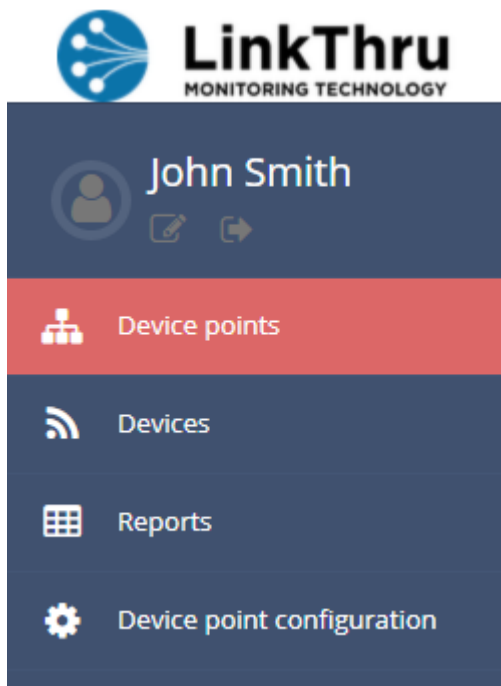 LinkThru
MONITORING TECHNOLOGY
John Smith
Device points
Devices
Reports
Device point configuration